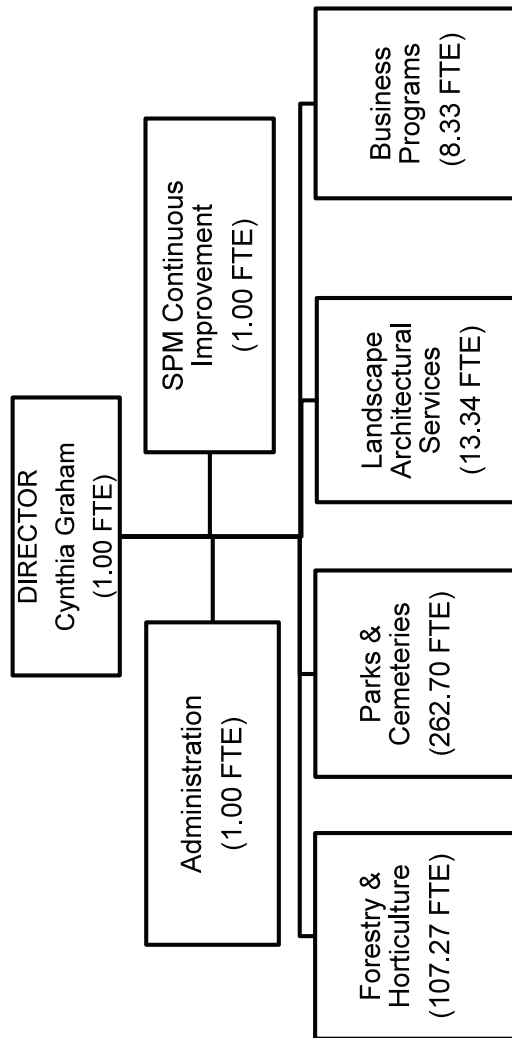 DIRECTOR
Cynthia Graham
(1.00 FTE)
Administration
(1.00 FTE)
SPM Continuous
Improvement
(1.00 FTE)
Forestry &
Horticulture
(107.27 FTE)
Parks &
Cemeteries
(262.70 FTE)
Landscape
Architectural
Services
(13.34 FTE)
Business
Programs
(8.33 FTE)